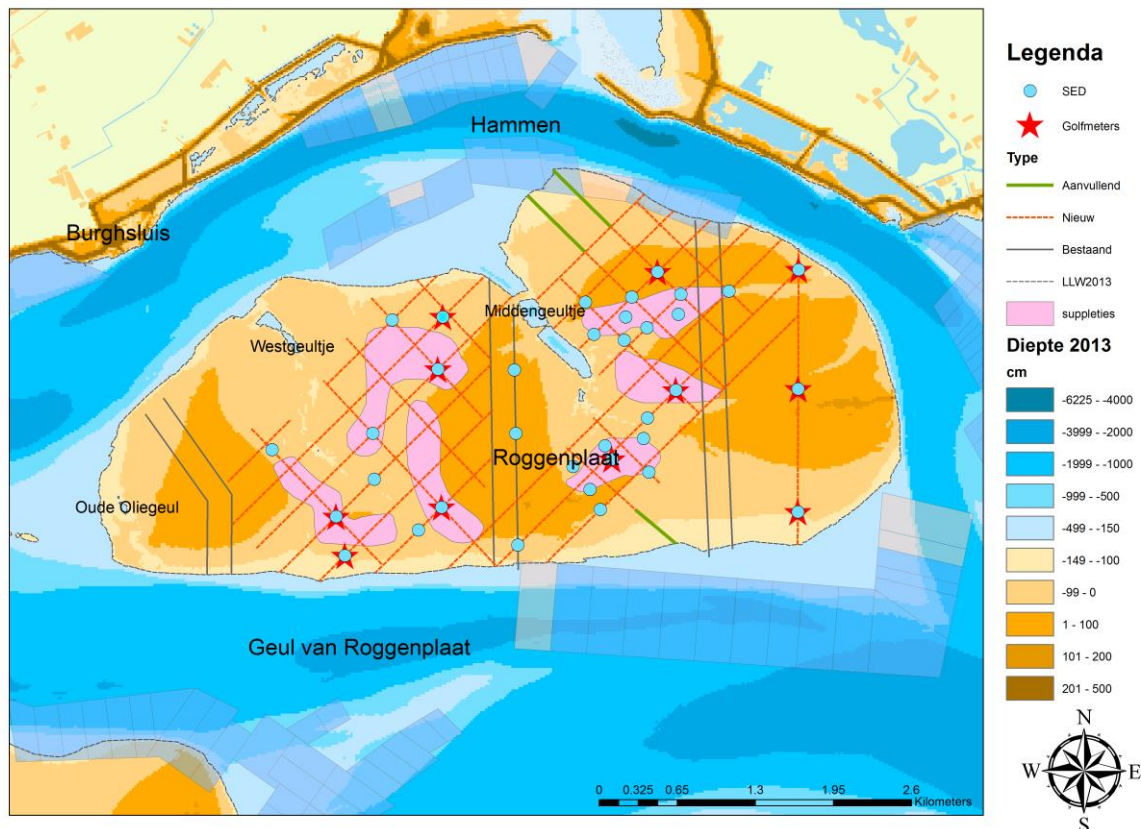 Hammen
Burghsluis
Middengeultje
Westgeultje
Roggenplaat
Oude Oliegeul
Geul van Roggenplaat
0 0.325 0.65 1.3 1.95 2.6
Kilometers
Legenda
SED
Golfmeters
Type
Aanvullend
Nieuw
Bestaand
LLW2013
suppleties
Diepte 2013
cm
-6225 - -4000
-3999 - -2000
-1999 - -1000
-999 - -500
-499 - -150
-149 - -100
-99 - 0
1 - 100
101 - 200
201 - 500
N
W E
S